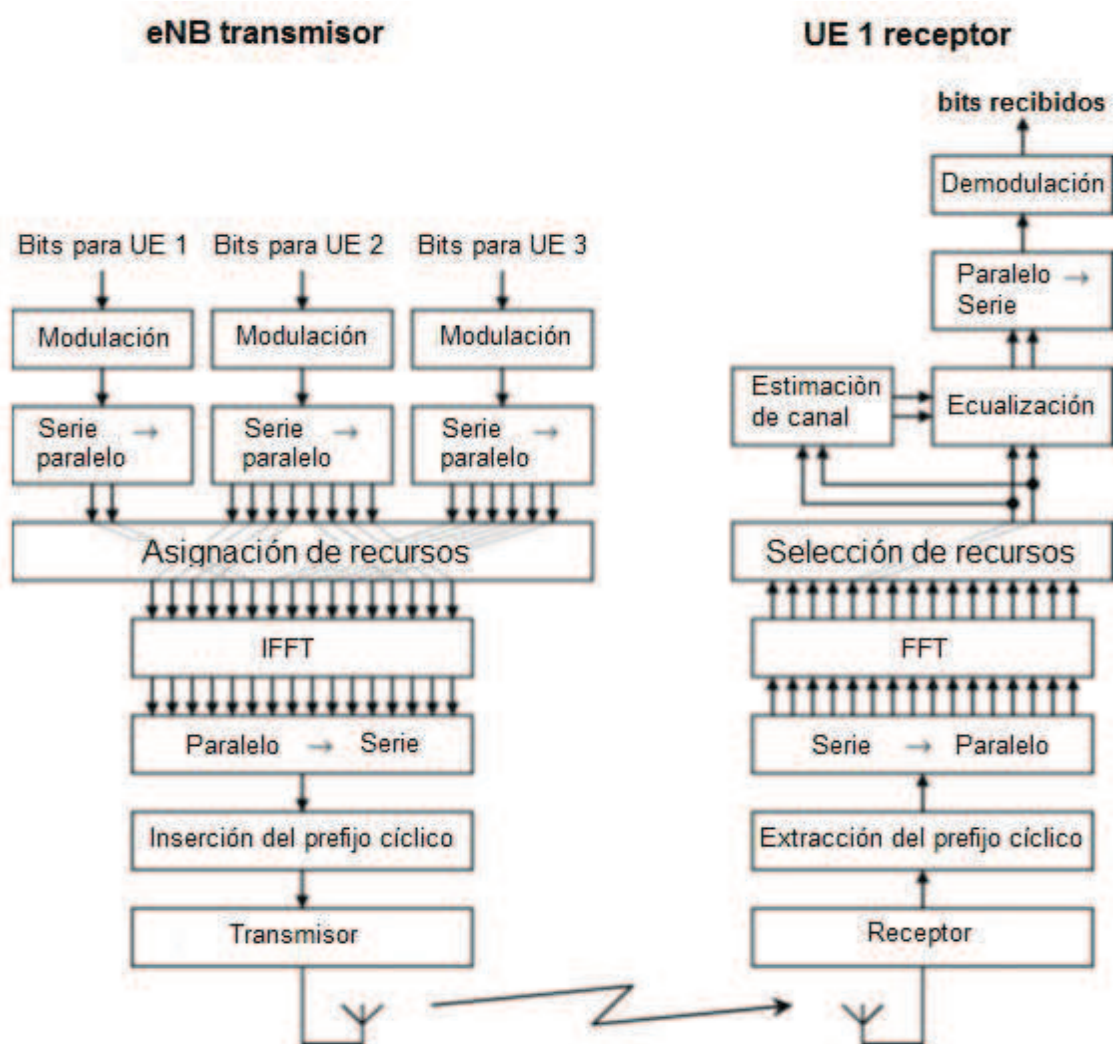 eNB transmisor
Bits para UE 1
Bits para UE 2
Bits para UE 3
Modulación
Modulación
Modulación
Serie →
paralelo
Serie →
paralelo
Serie →
paralelo
Asignación de recursos
IFFT
Paralelo → Serie
Inserción del prefijo cíclico
Transmisor
UE 1 receptor
bits recibidos
Demodulación
Paralelo →
Serie
Estimaciòn
de canal
Ecualización
Selección de recursos
FFT
Serie → Paralelo
Extracción del prefijo cíclico
Receptor